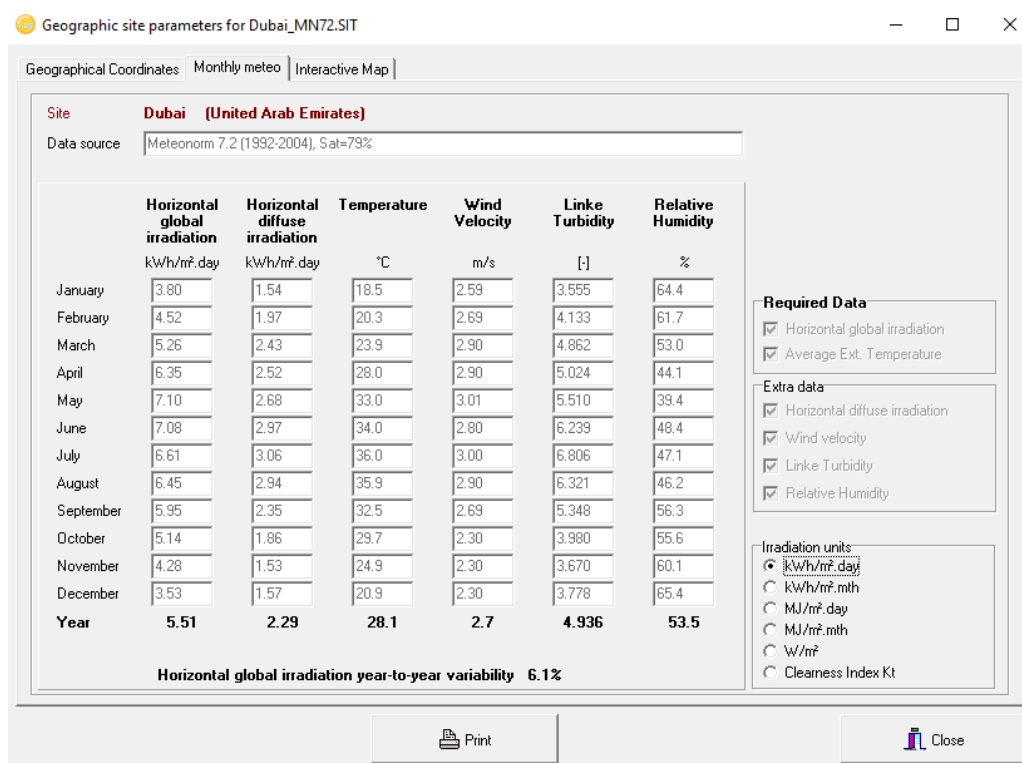 Geographic site parameters for Dubai_MN72.SIT
Geographical Coordinates Monthly meteo Interactive Map
Site Dubai (United Arab Emirates)
Data source Meteonorm 7.2 (1992-2004), Sat=79%
Horizontal global irradiation Horizontal diffuse irradiation Temperature Wind Velocity Linke Turbidity Relative Humidity
kWh/m².day kWh/m².day °C m/s [-] %
January 3.80 1.54 18.5 2.59 3.555 64.4
February 4.52 1.97 20.3 2.69 4.133 61.7
March 5.26 2.43 23.9 2.90 4.862 53.0
April 6.35 2.52 28.0 2.90 5.024 44.1
May 7.10 2.68 33.0 3.01 5.510 39.4
June 7.08 2.97 34.0 2.80 6.239 48.4
July 6.61 3.06 36.0 3.00 6.806 47.1
August 6.45 2.94 35.9 2.90 6.321 46.2
September 5.95 2.35 32.5 2.69 5.348 56.3
October 5.14 1.86 29.7 2.30 3.980 55.6
November 4.28 1.53 24.9 2.30 3.670 60.1
December 3.53 1.57 20.9 2.30 3.778 65.4
Year 5.51 2.29 28.1 2.7 4.936 53.5
Horizontal global irradiation year-to-year variability 6.1%
Required Data
Horizontal global irradiation
Average Ext. Temperature
Extra data
Horizontal diffuse irradiation
Wind velocity
Linke Turbidity
Relative Humidity
Irradiation units
kWh/m².day
kWh/m².mth
MJ/m².day
MJ/m².mth
W/m²
Clearness Index Kt
Print
Close